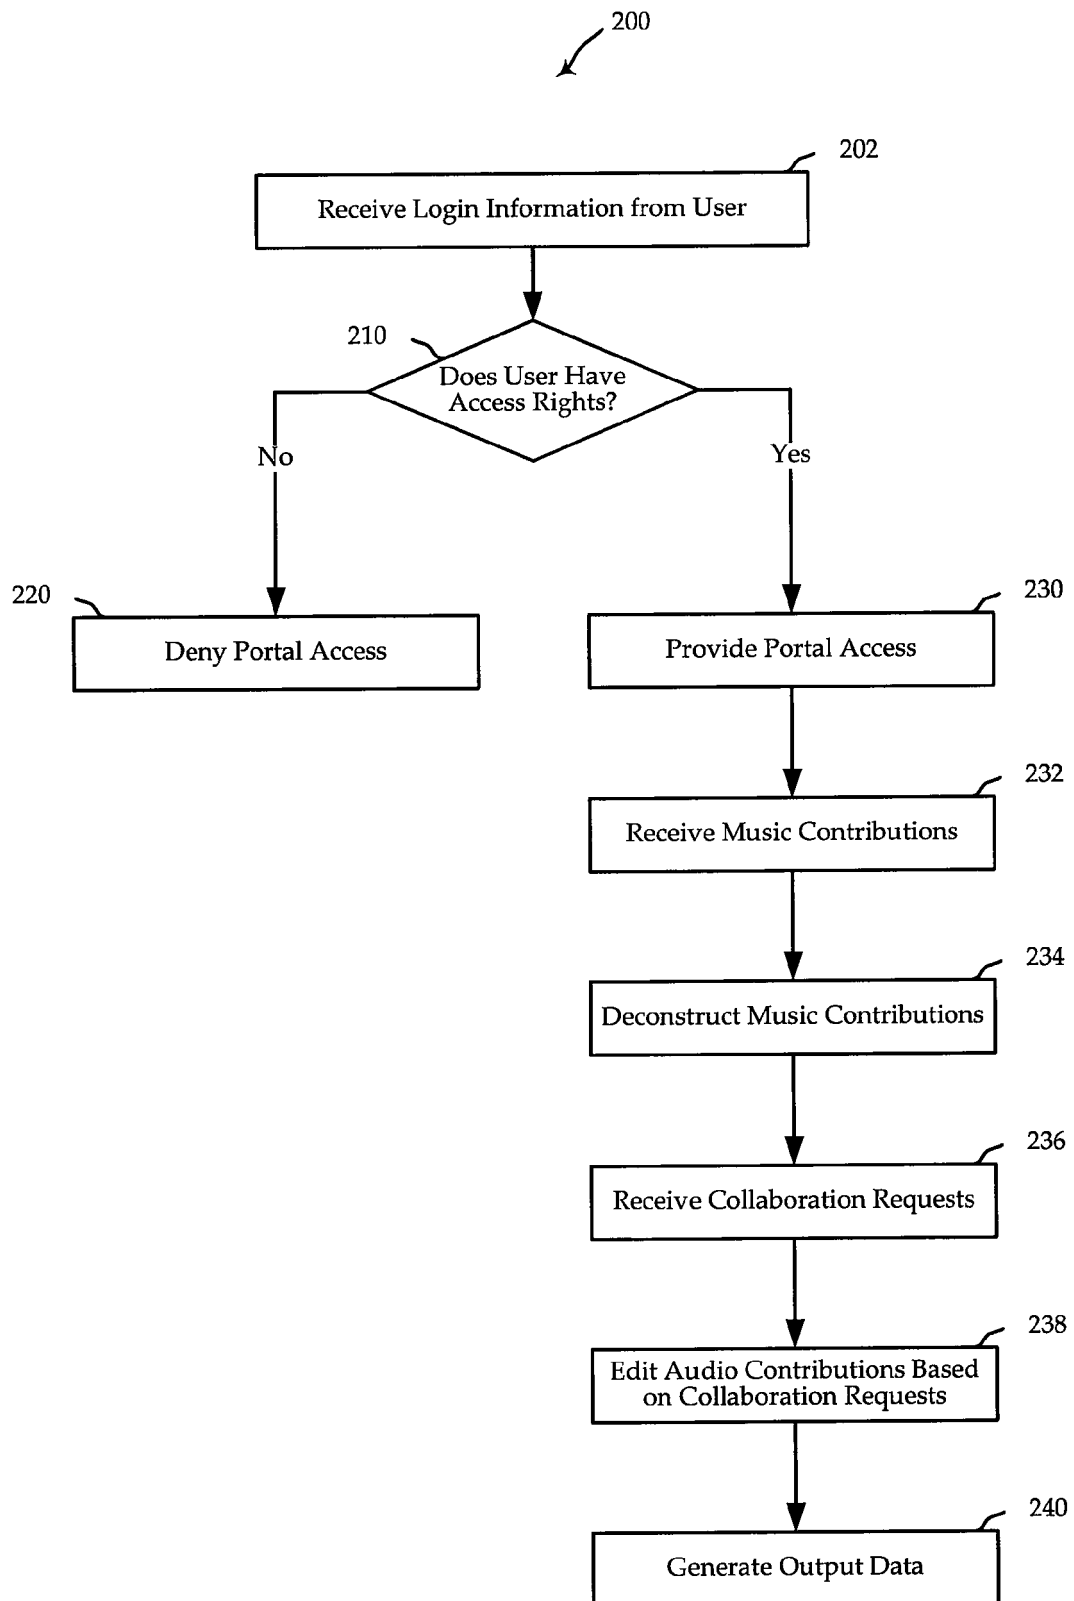 200
202
Receive Login Information from User
210
Does User Have
Access Rights?
No
Yes
220
Deny Portal Access
230
Provide Portal Access
232
Receive Music Contributions
234
Deconstruct Music Contributions
236
Receive Collaboration Requests
238
Edit Audio Contributions Based
on Collaboration Requests
240
Generate Output Data